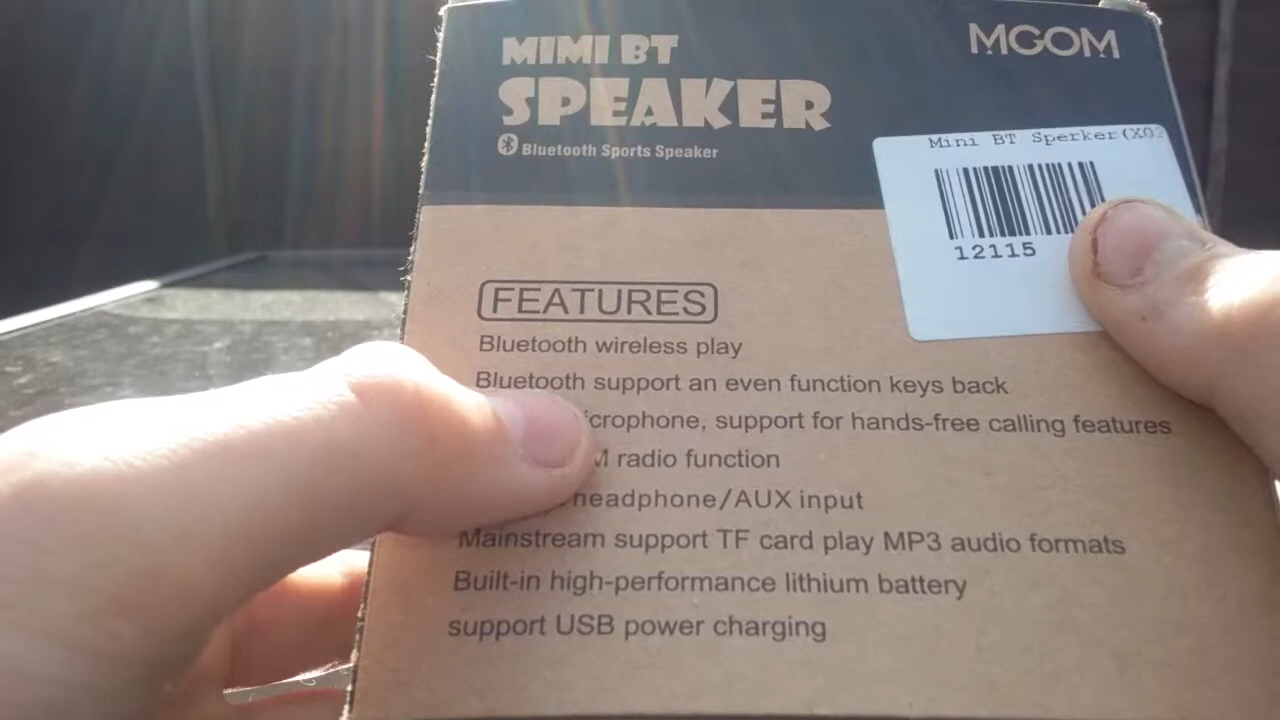 MIMI BT
MGOM
SPEAKER
Bluetooth Sports Speaker
Mini BT Sperker(X02
12115
FEATURES
Bluetooth wireless play
Bluetooth support an even function keys back
crophone, support for hands-free calling features
M radio function
headphone/AUX input
Mainstream support TF card play MP3 audio formats
Built-in high-performance lithium battery
support USB power charging